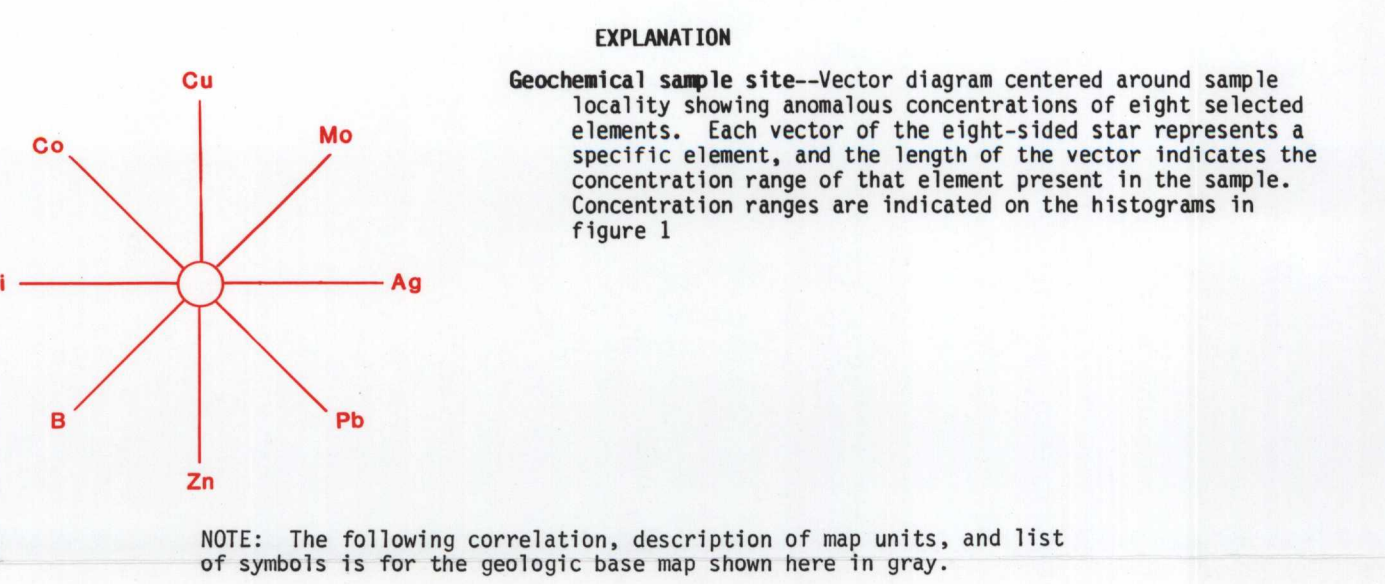 EXPLANATION
Cu
Co
Mo
Ag
B
Pb
Zn
Geochemical sample site--Vector diagram centered around sample
locality showing anomalous concentrations of eight selected
elements. Each vector of the eight-sided star represents a
specific element, and the length of the vector indicates the
concentration range of that element present in the sample.
Concentration ranges are indicated on the histograms in
figure 1
NOTE: The following correlation, description of map units, and list
of symbols is for the geologic base map shown here in gray.